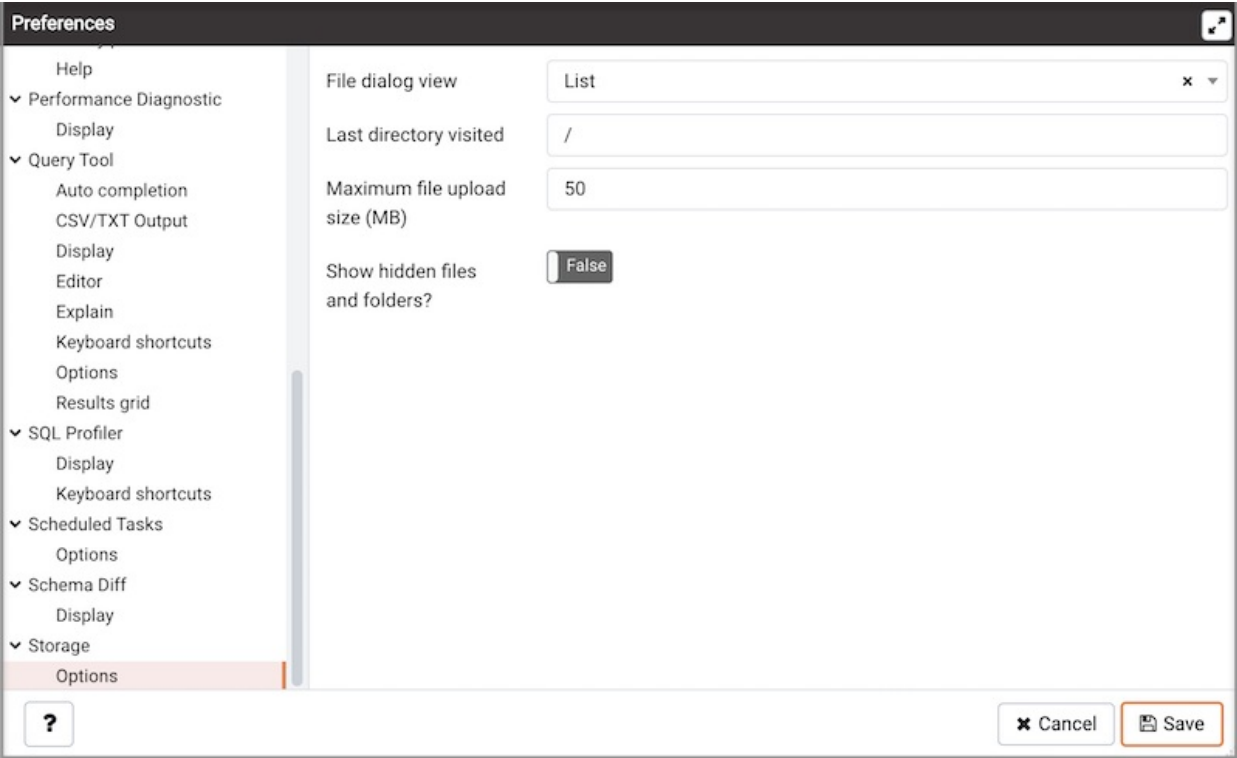 Preferences
Help
Performance Diagnostic
Display
Query Tool
Auto completion
CSV/TXT Output
Display
Editor
Explain
Keyboard shortcuts
Options
Results grid
SQL Profiler
Display
Keyboard shortcuts
Scheduled Tasks
Options
Schema Diff
Display
Storage
Options
File dialog view
List
Last directory visited
/
Maximum file upload
size (MB)
50
Show hidden files
and folders?
False
?
Cancel
Save